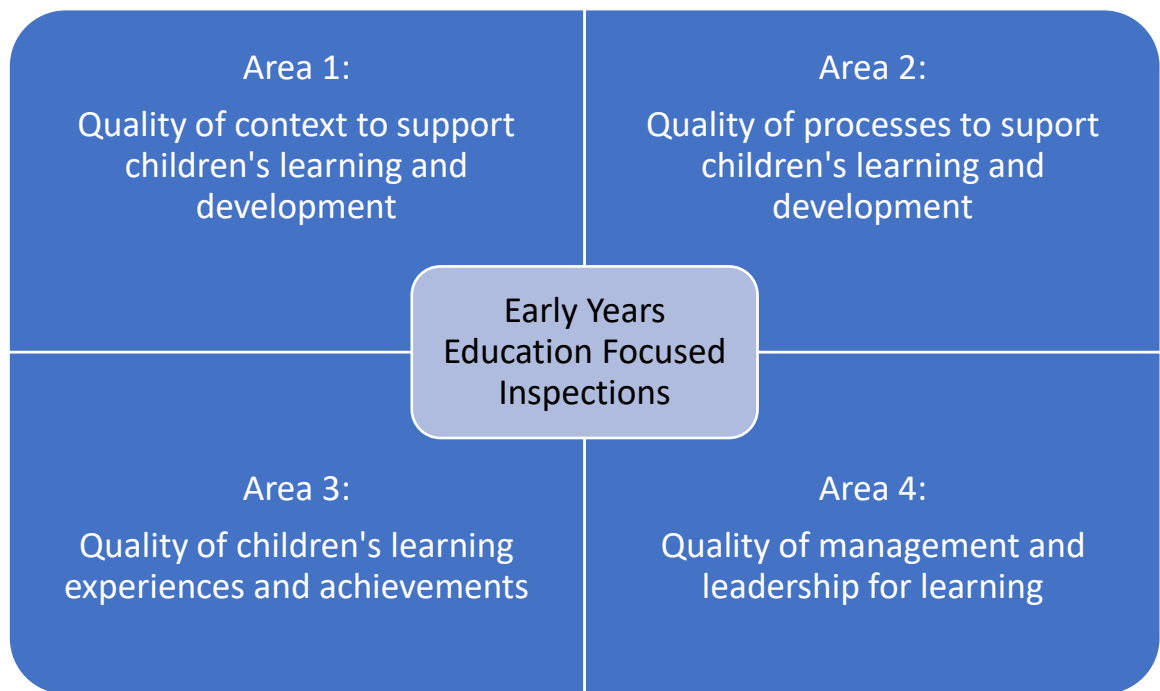 Area 1:
Quality of context to support
children's learning and
development
Area 2:
Quality of processes to suport
children's learning and
development
Early Years
Education Focused
Inspections
Area 3:
Quality of children's learning
experiences and achievements
Area 4:
Quality of management and
leadership for learning